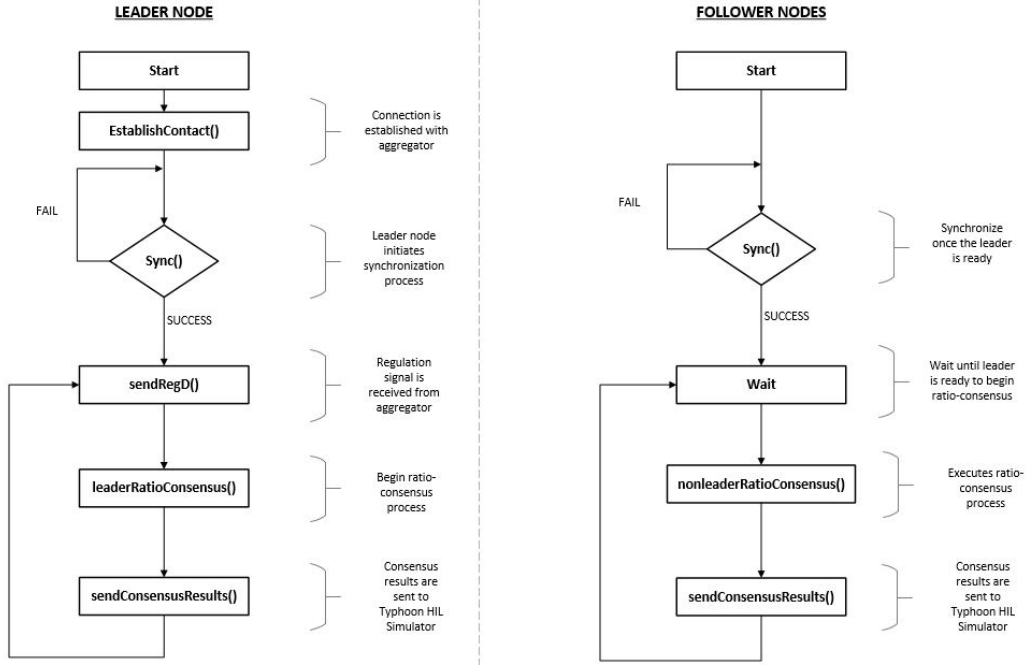 LEADER NODE
Start
EstablishContact()
Connection is
established with
aggregator
FAIL
Sync()
Leader node
initiates
synchronization
process
SUCCESS
sendRegD()
Regulation
signal is
received from
aggregator
leaderRatioConsensus()
Begin ratio-
consensus
process
sendConsensusResults()
Consensus
results are
sent to
Typhoon HIL
Simulator
FOLLOWER NODES
Start
FAIL
Sync()
Synchronize
once the leader
is ready
SUCCESS
Wait
Wait until leader
is ready to begin
ratio-consensus
nonleaderRatioConsensus()
Executes ratio-
consensus
process
sendConsensusResults()
Consensus
results are
sent to
Typhoon HIL
Simulator